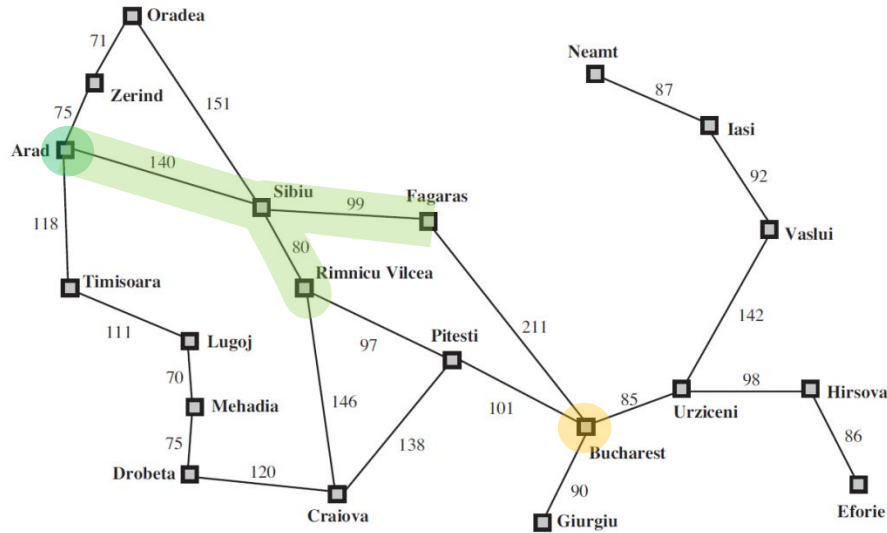 Oradea
71
Neamt
Zerind
87
75
151
Iasi
Arad
140
Sibiu
Fagaras
92
99
118
Vaslui
80
Timisoara
Rimnicu Vilcea
111
Pitesti
211
142
Lugoj
97
70
98
Hirsova
146
85
Mehadia
101
Urziceni
138
86
75
Bucharest
120
Drobeta
90
Eforie
Craiova
Giurgiu